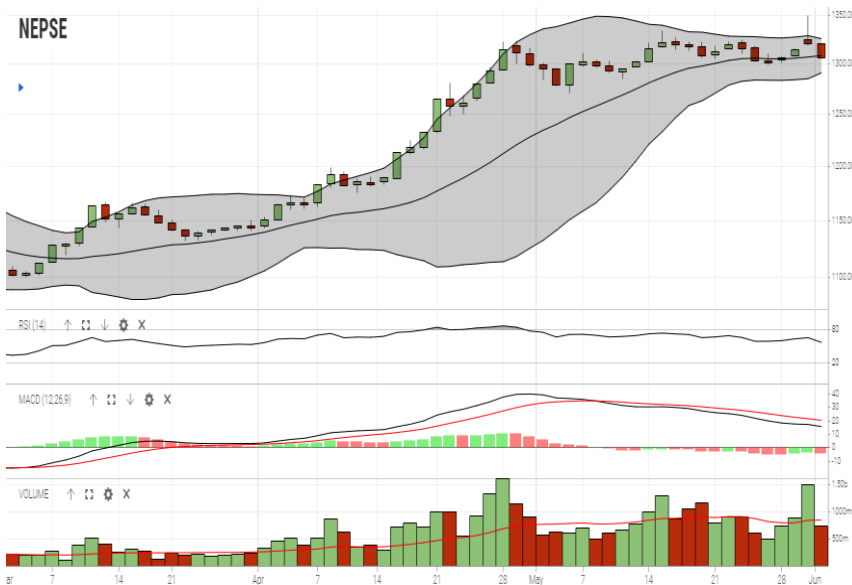 NEPSE
1350.0
1300.0
1250.0
1200.0
1150.0
1100.0
RSI (14)
80
20
MACD (12,26,9)
40
30
20
10
0
-10
VOLUME
1.50b
1000m
500m
ar 7 14 21 Apr 7 14 21 28 May 7 14 21 28 Jun